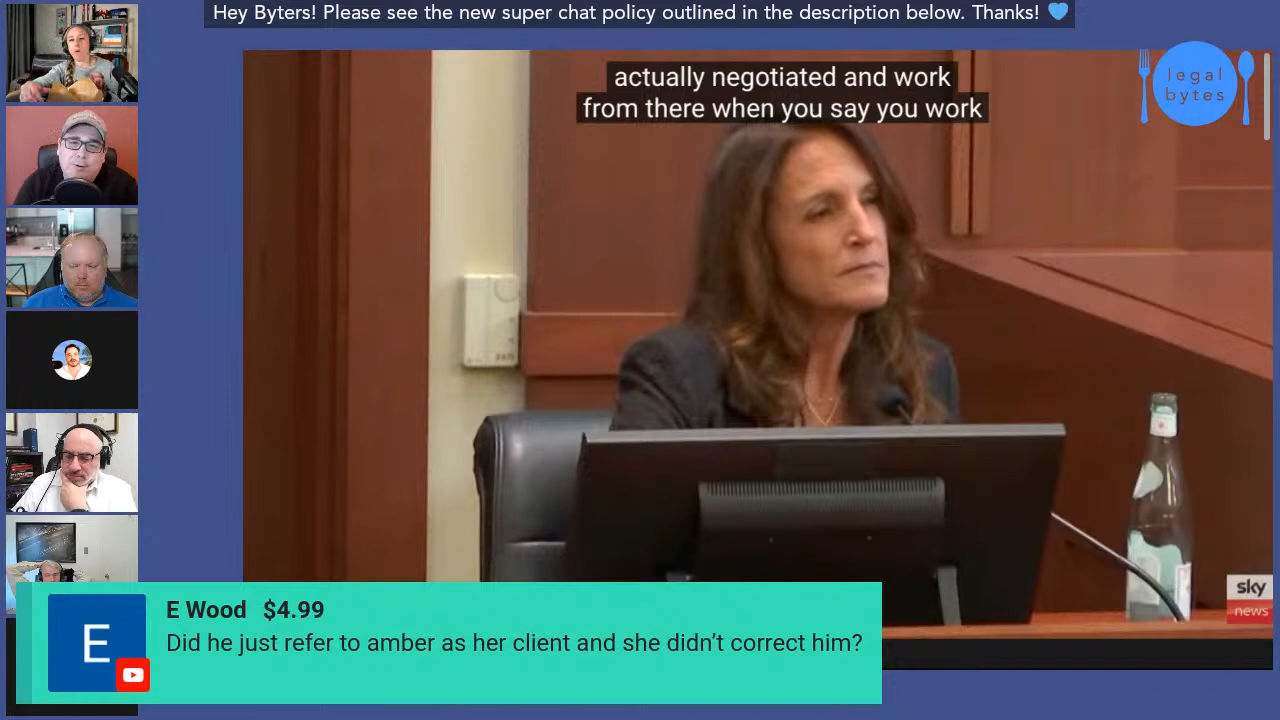 Hey Byters! Please see the new super chat policy outlined in the description below. Thanks! 💙
actually negotiated and work
from there when you say you work
legal
bytes
sky
news
E
E Wood $4.99
Did he just refer to amber as her client and she didn’t correct him?